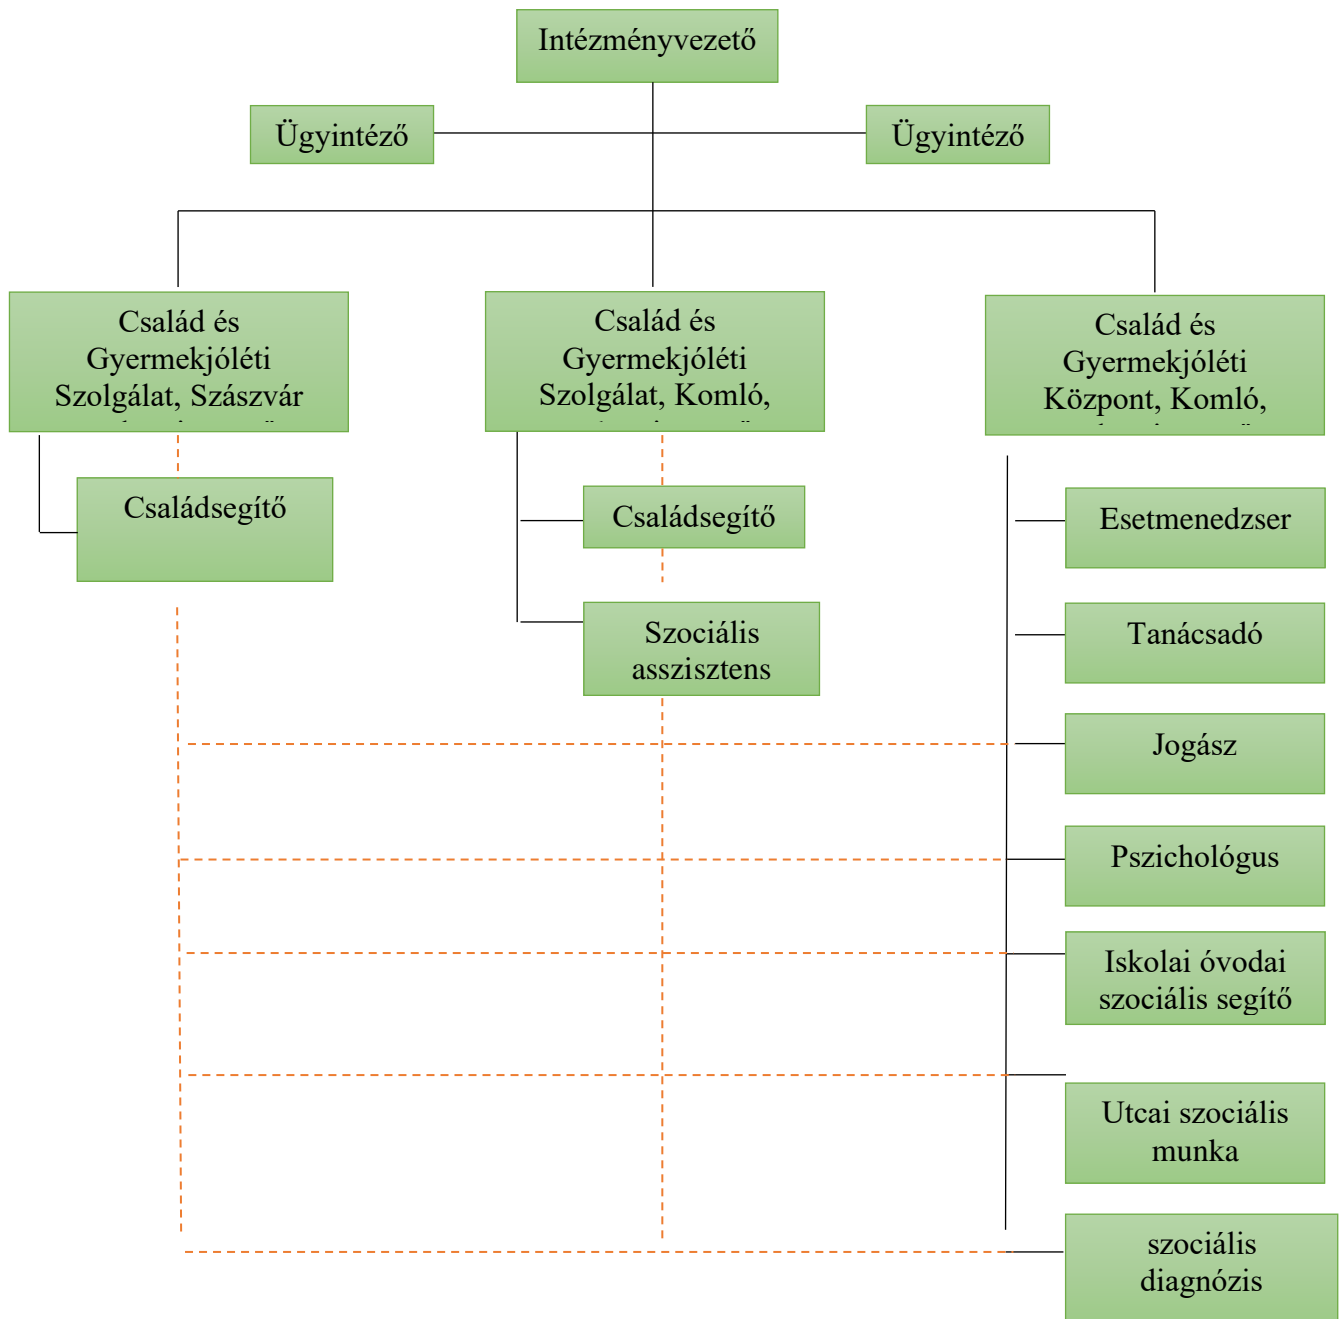 Intézményvezető
Ügyintéző
Ügyintéző
Család és
Gyermekjóléti
Szolgálat, Szászvár
Család és
Gyermekjóléti
Szolgálat, Komló,
Család és
Gyermekjóléti
Központ, Komló,
Családsegítő
Családsegítő
Szociális
asszisztens
Esetmenedzser
Tanácsadó
Jogász
Pszichológus
Iskolai óvodai
szociális segítő
Utcai szociális
munka
szociális
diagnózis